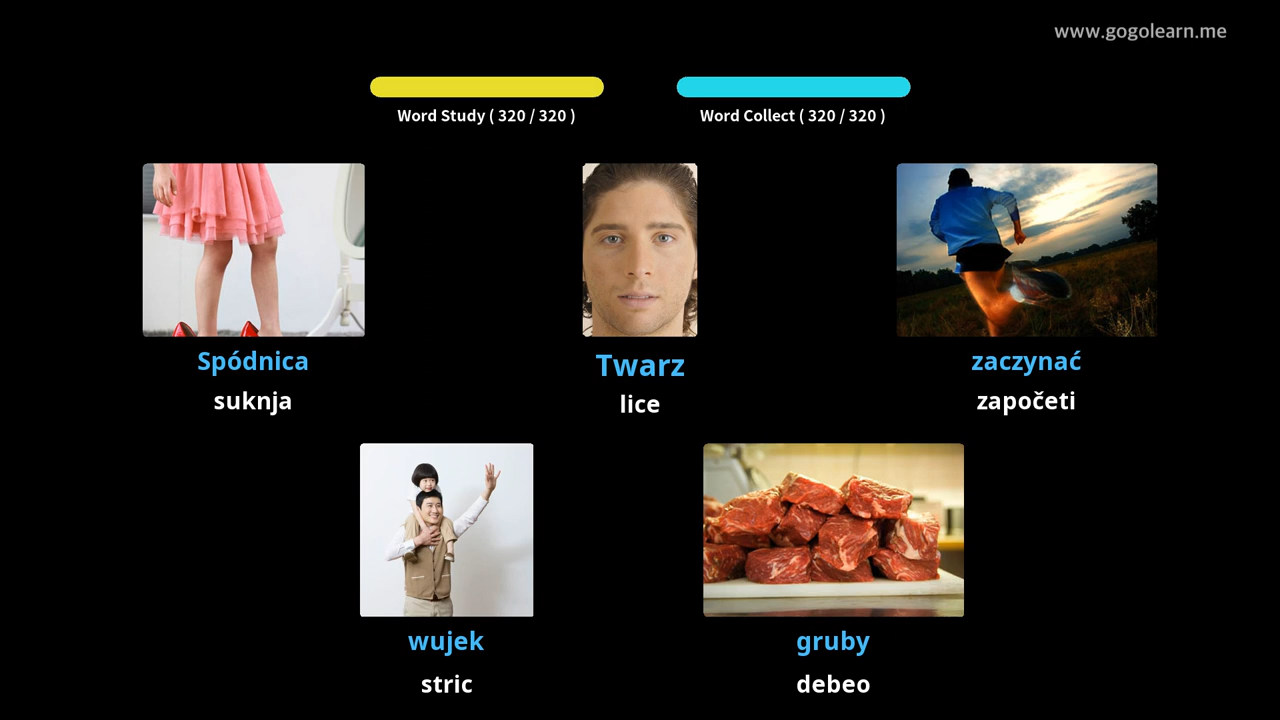 www.gogolearn.me
Word Study ( 320 / 320 )
Word Collect ( 320 / 320 )
Spódnica
suknja
Twarz
lice
zaczynać
započeti
wujek
stric
gruby
debeo